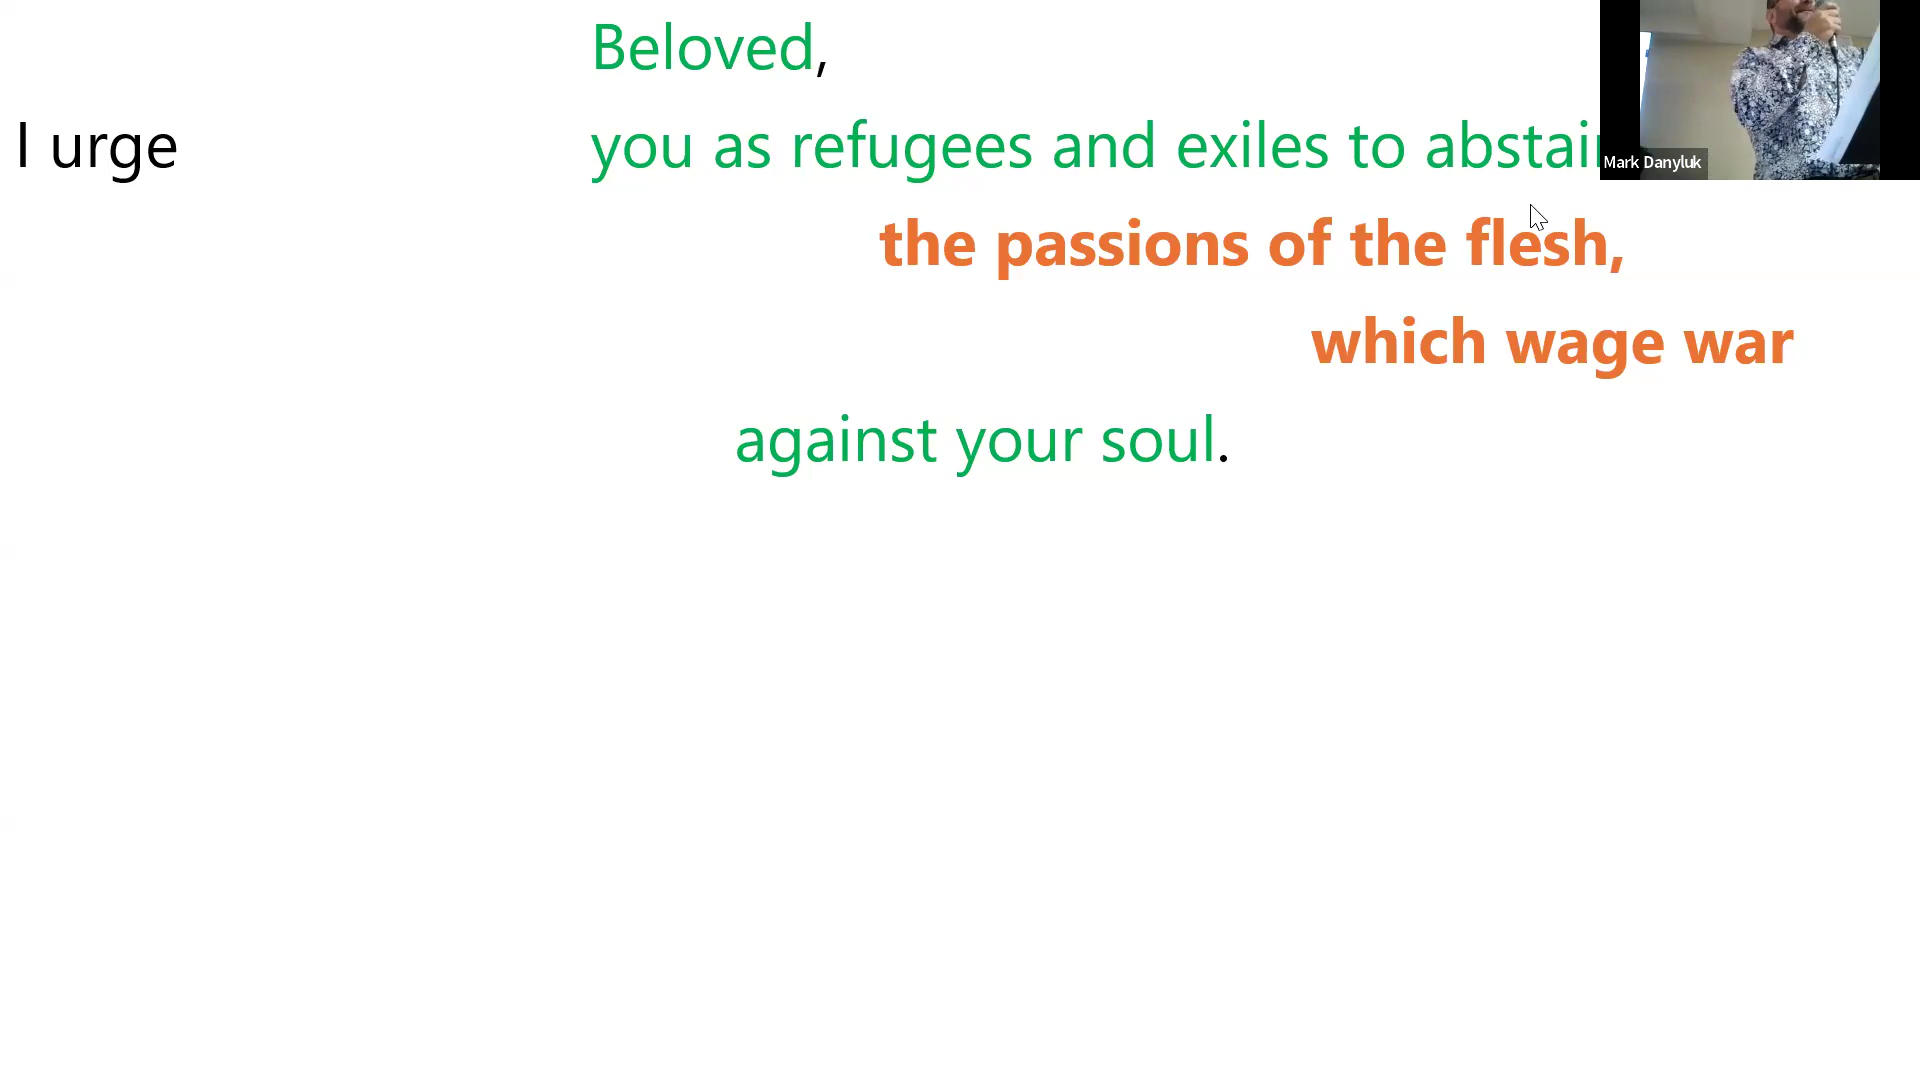 Beloved,
I urge you as refugees and exiles to
the passions of the flesh,
which wage war
against your soul.
Mark Danyluk